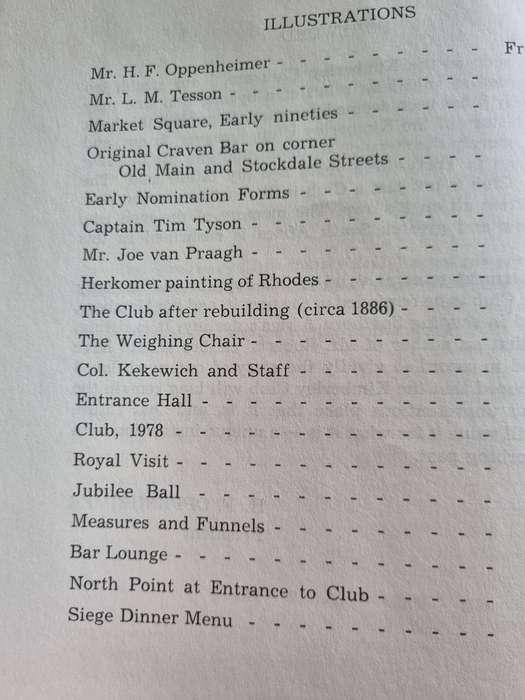 ILLUSTRATIONS
Mr. H. F. Oppenheimer - - - - - - - - - Fr
Mr. L. M. Tesson - - - - - - - - - - -
Market Square, Early nineties - - - - - -
Original Craven Bar on corner
Old Main and Stockdale Streets - - - -
Early Nomination Forms - - - - - - - -
Captain Tim Tyson - - - - - - - - - -
Mr. Joe van Praagh - - - - - - - - - -
Herkomer painting of Rhodes - - - - - - -
The Club after rebuilding (circa 1886) - - - -
The Weighing Chair - - - - - - - - - -
Col. Kekewich and Staff - - - - - - - -
Entrance Hall - - - - - - - - - - - -
Club, 1978 - - - - - - - - - - - - -
Royal Visit - - - - - - - - - - - - -
Jubilee Ball - - - - - - - - - - - -
Measures and Funnels - - - - - - - - -
Bar Lounge - - - - - - - - - - - - -
North Point at Entrance to Club - - - - -
Siege Dinner Menu - - - - - - - - - -